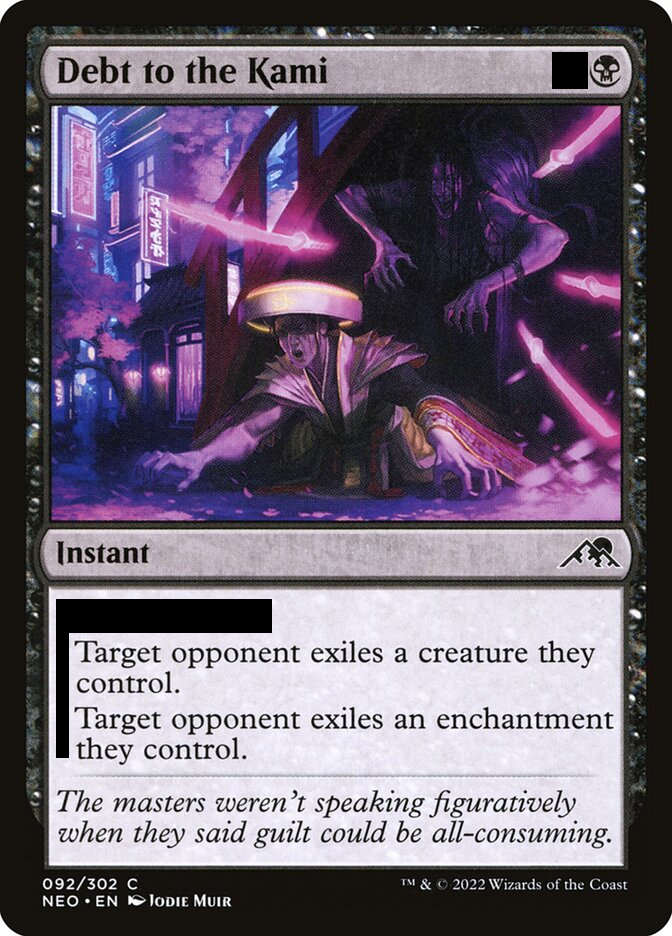 Debt to the Kami
Instant
Target opponent exiles a creature they
control.
Target opponent exiles an enchantment
they control.
The masters weren't speaking figuratively
when they said guilt could be all-consuming.
092/302 C
NEO • EN Jodie Muir
™ & © 2022 Wizards of the Coast